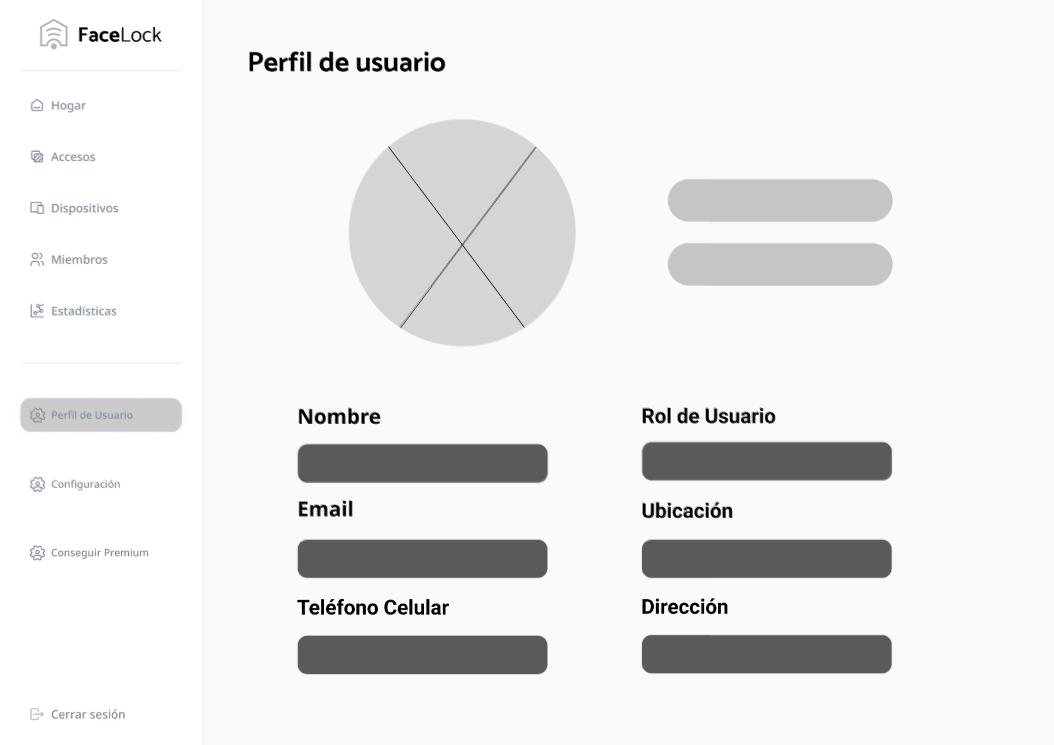 FaceLock
Hogar
Accesos
Dispositivos
Miembros
Estadísticas
Perfil de Usuario
Configuración
Conseguir Premium
Cerrar sesión
Perfil de usuario
Nombre
Rol de Usuario
Email
Ubicación
Teléfono Celular
Dirección